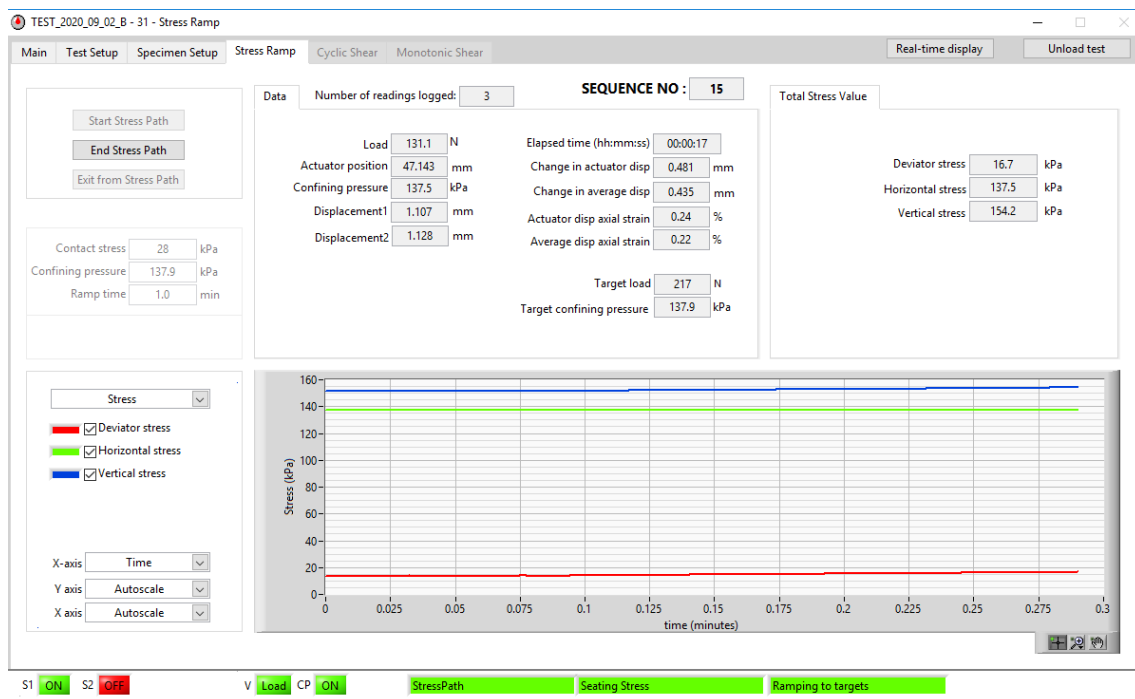 TEST_2020_09_02_B - 31 - Stress Ramp
Main Test Setup Specimen Setup Stress Ramp Cyclic Shear Monotonic Shear Real-time display Unload test
Start Stress Path
End Stress Path
Exit from Stress Path
Contact stress 28 kPa
Confining pressure 137.9 kPa
Ramp time 1.0 min
Data Number of readings logged: 3 SEQUENCE NO : 15
Load 131.1 N
Actuator position 47.143 mm
Confining pressure 137.5 kPa
Displacement1 1.107 mm
Displacement2 1.128 mm
Elapsed time (hh:mm:ss) 00:00:17
Change in actuator disp 0.481 mm
Change in average disp 0.435 mm
Actuator disp axial strain 0.24 %
Average disp axial strain 0.22 %
Target load 217 N
Target confining pressure 137.9 kPa
Total Stress Value
Deviator stress 16.7 kPa
Horizontal stress 137.5 kPa
Vertical stress 154.2 kPa
Stress
Deviator stress
Horizontal stress
Vertical stress
X-axis Time
Y axis Autoscale
X axis Autoscale
Stress (kPa)
160
140
120
100
80
60
40
20
0
0 0.025 0.05 0.075 0.1 0.125 0.15 0.175 0.2 0.225 0.25 0.275 0.3
time (minutes)
S1 ON S2 OFF V Load CP ON StressPath Seating Stress Ramping to targets